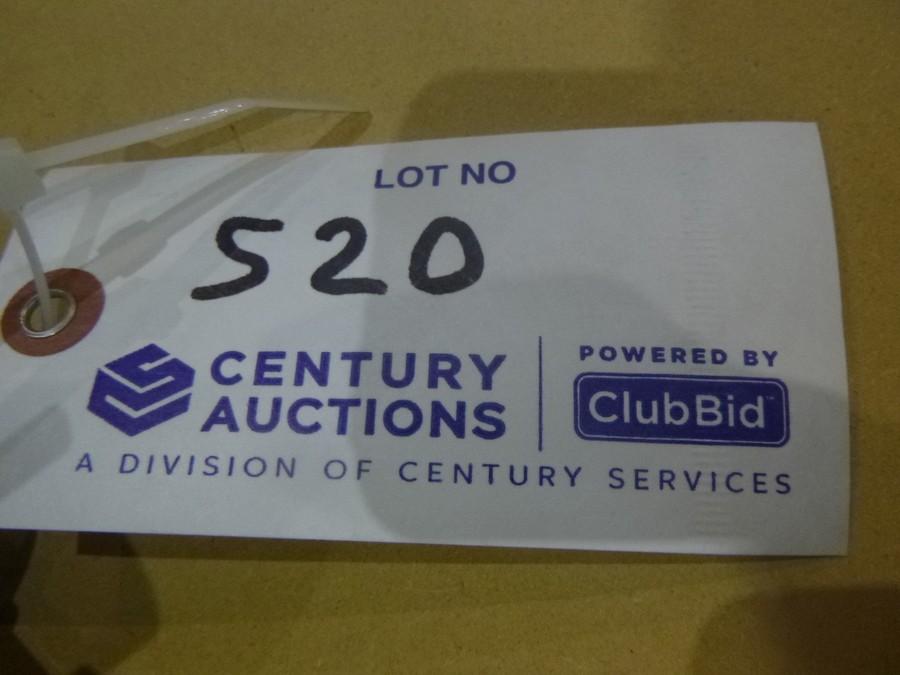 LOT NO
520
CENTURY
AUCTIONS
POWERED BY
ClubBid™
A DIVISION OF CENTURY SERVICES